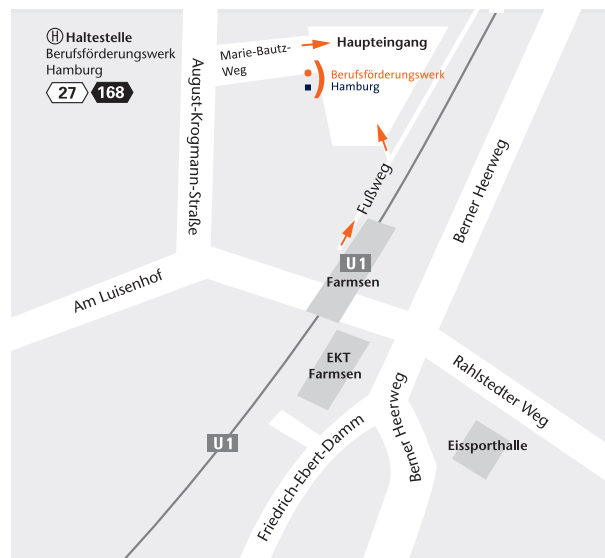 H Haltestelle
Berufsförderungswerk
Hamburg
27 168
Marie-Bautz-
Weg
Haupteingang
Berufsförderungswerk
Hamburg
August-Krogmann-Straße
Fußweg
Berner Heerweg
U1
Farmsen
Am Luisenhof
EKT
Farmsen
Rahlstedter Weg
Berner Heerweg
Eissporthalle
U1
Friedrich-Ebert-Damm